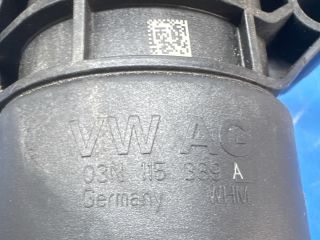 VW AG
03N 115 389 A
Germany WHM